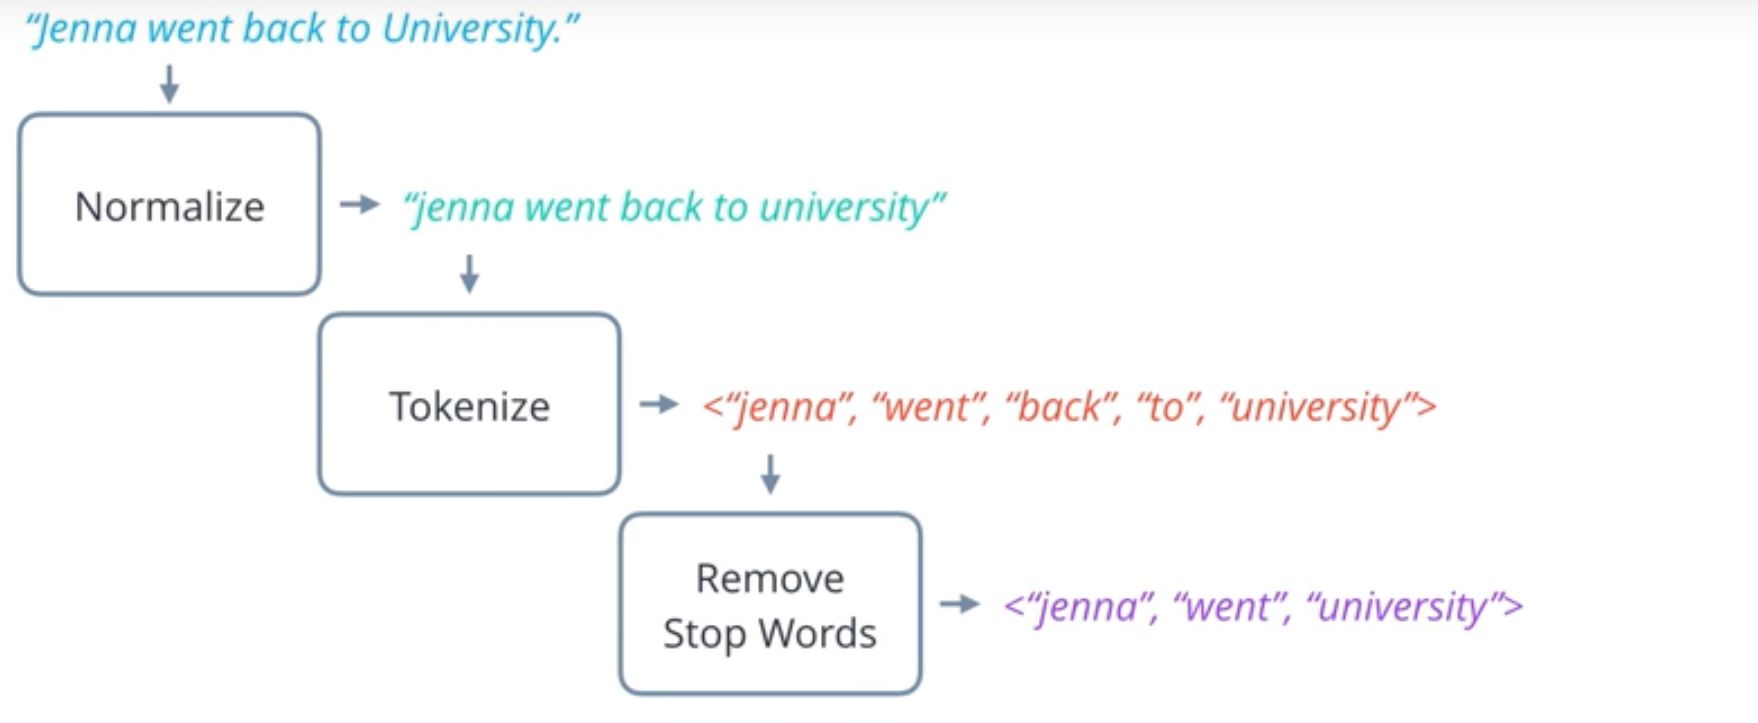 “Jenna went back to University.”
Normalize
“jenna went back to university”
Tokenize
<“jenna”, “went”, “back”, “to”, “university”>
Remove
Stop Words
<“jenna”, “went”, “university”>